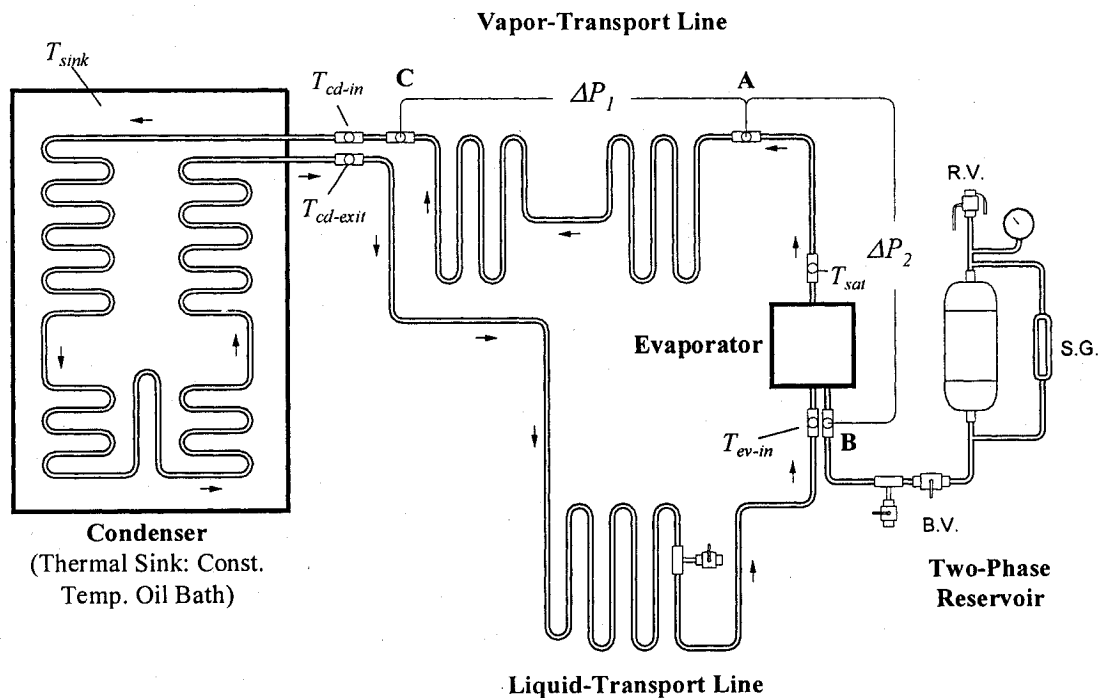 Vapor-Transport Line
T_sink
T_cd-in
C
ΔP_1
A
R.V.
T_cd-exit
ΔP_2
T_sat
Evaporator
S.G.
T_ev-in
B
B.V.
Condenser
(Thermal Sink: Const.
Temp. Oil Bath)
Two-Phase
Reservoir
Liquid-Transport Line